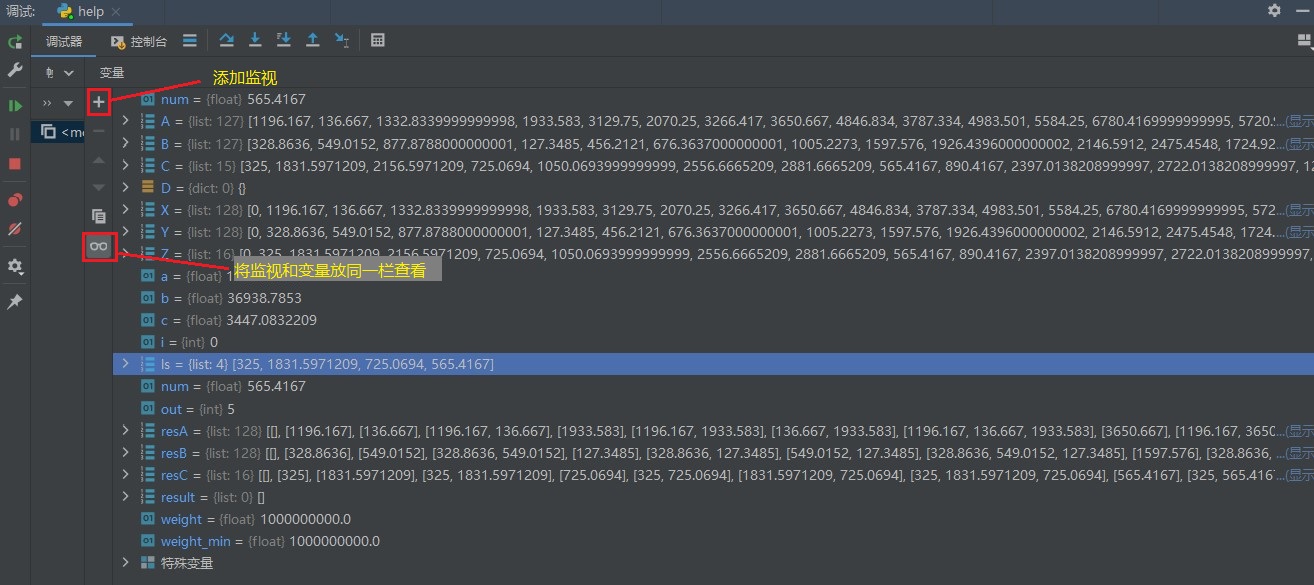 调试: help
调试器 控制台
变量
添加监视
num = {float} 565.4167
A = {list: 127} [1196.167, 136.667, 1332.8339999999998, 1933.583, 3129.75, 2070.25, 3266.417, 3650.667, 4846.834, 3787.334, 4983.501, 5584.25, 6780.4169999999995, 5720.9...(显示
B = {list: 127} [328.8636, 549.0152, 877.8788000000001, 127.3485, 456.2121, 676.3637000000001, 1005.2273, 1597.576, 1926.4396000000002, 2146.5912, 2475.4548, 1724.92...(显示
C = {list: 15} [325, 1831.5971209, 2156.5971209, 725.0694, 1050.0693999999999, 2556.6665209, 2881.6665209, 565.4167, 890.4167, 2397.0138208999997, 2722.0138208999997, 12
D = {dict: 0} {}
X = {list: 128} [0, 1196.167, 136.667, 1332.8339999999998, 1933.583, 3129.75, 2070.25, 3266.417, 3650.667, 4846.834, 3787.334, 4983.501, 5584.25, 6780.4169999999995, 572...(显示
Y = {list: 128} [0, 328.8636, 549.0152, 877.8788000000001, 127.3485, 456.2121, 676.3637000000001, 1005.2273, 1597.576, 1926.4396000000002, 2146.5912, 2475.4548, 1724....(显示
Z = {list: 16} [0, 325, 1831.5971209, 2156.5971209, 725.0694, 1050.0693999999999, 2556.6665209, 2881.6665209, 565.4167, 890.4167, 2397.0138208999997, 2722.0138208999997
将监视和变量放同一栏查看
a = {float} 1
b = {float} 36938.7853
c = {float} 3447.0832209
i = {int} 0
ls = {list: 4} [325, 1831.5971209, 725.0694, 565.4167]
num = {float} 565.4167
out = {int} 5
resA = {list: 128} [[], [1196.167], [136.667], [1196.167, 136.667], [1933.583], [1196.167, 1933.583], [136.667, 1933.583], [1196.167, 136.667, 1933.583], [3650.667], [1196.167, 3650...(显示
resB = {list: 128} [[], [328.8636], [549.0152], [328.8636, 549.0152], [127.3485], [328.8636, 127.3485], [549.0152, 127.3485], [328.8636, 549.0152, 127.3485], [1597.576], [328.8636, ...(显示
resC = {list: 16} [[], [325], [1831.5971209], [325, 1831.5971209], [725.0694], [325, 725.0694], [1831.5971209, 725.0694], [325, 1831.5971209, 725.0694], [565.4167], [325, 565.416...(显示
result = {list: 0} []
weight = {float} 1000000000.0
weight_min = {float} 1000000000.0
特殊变量